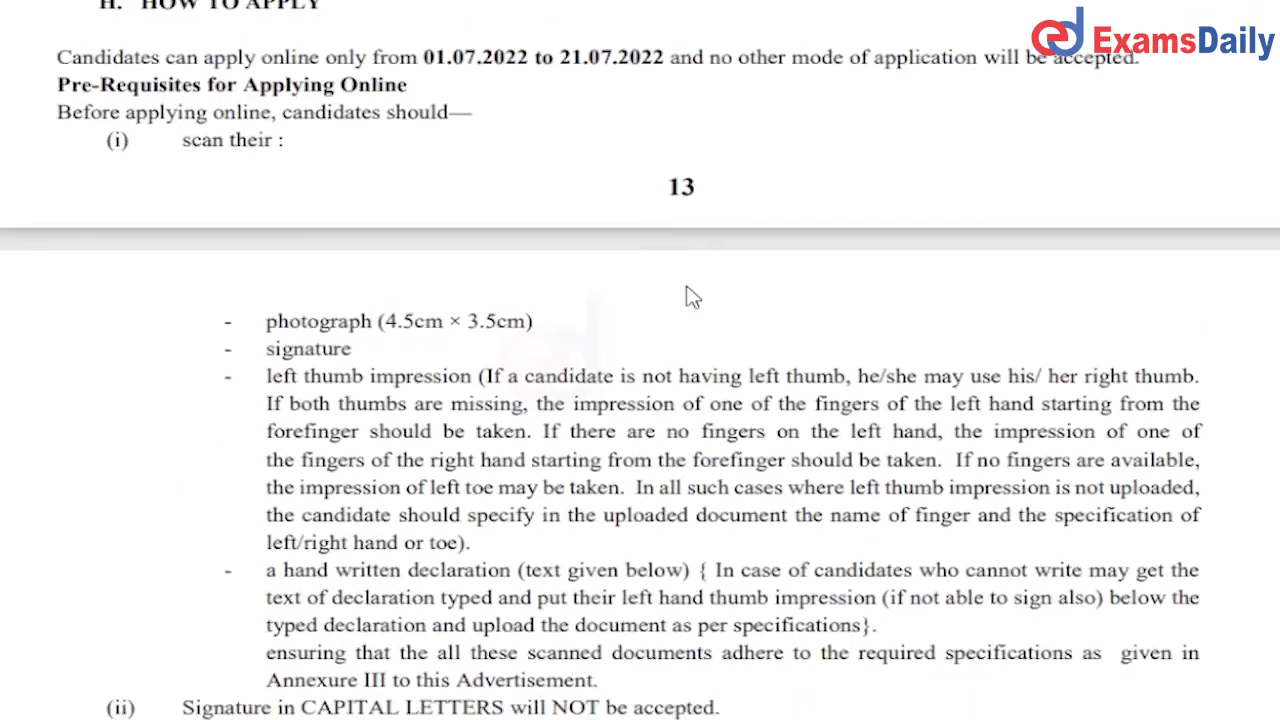 H. HOW TO APPLY
ed ExamsDaily
Candidates can apply online only from 01.07.2022 to 21.07.2022 and no other mode of application will be accepted.
Pre-Requisites for Applying Online
Before applying online, candidates should—
(i) scan their :
13
- photograph (4.5cm × 3.5cm)
- signature
- left thumb impression (If a candidate is not having left thumb, he/she may use his/ her right thumb.
If both thumbs are missing, the impression of one of the fingers of the left hand starting from the
forefinger should be taken. If there are no fingers on the left hand, the impression of one of
the fingers of the right hand starting from the forefinger should be taken. If no fingers are available,
the impression of left toe may be taken. In all such cases where left thumb impression is not uploaded,
the candidate should specify in the uploaded document the name of finger and the specification of
left/right hand or toe).
- a hand written declaration (text given below) { In case of candidates who cannot write may get the
text of declaration typed and put their left hand thumb impression (if not able to sign also) below the
typed declaration and upload the document as per specifications}.
ensuring that the all these scanned documents adhere to the required specifications as given in
Annexure III to this Advertisement.
(ii) Signature in CAPITAL LETTERS will NOT be accepted.